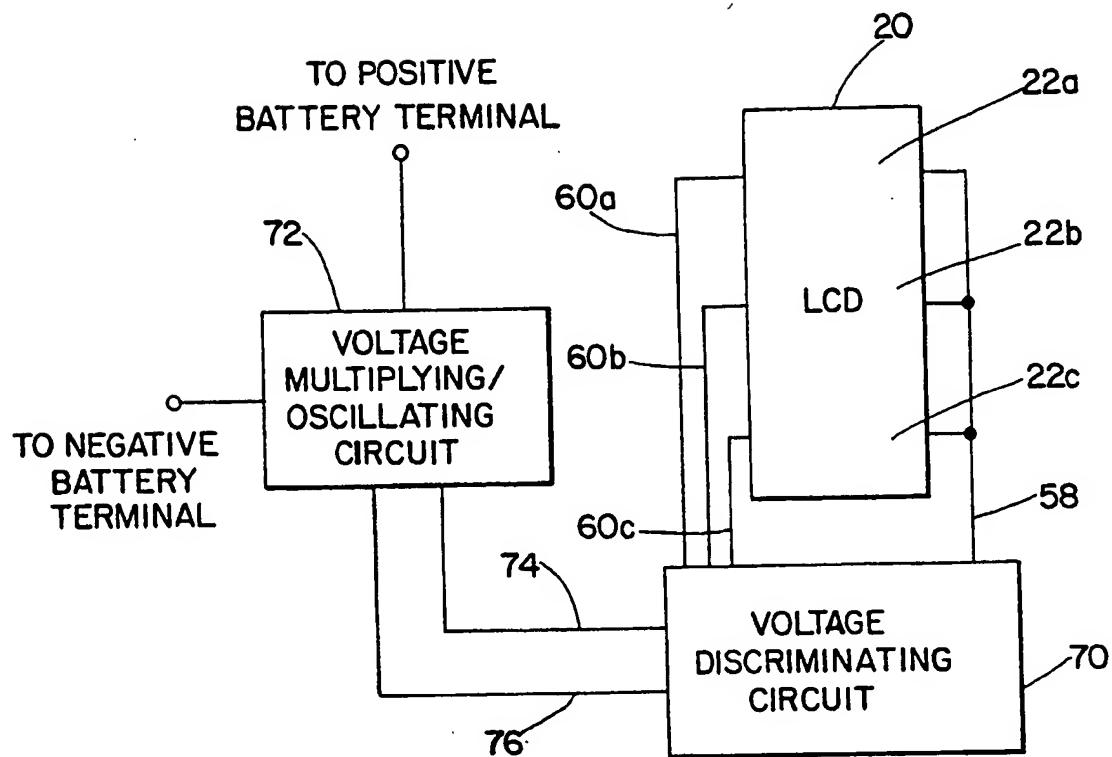 20
TO POSITIVE
BATTERY TERMINAL
22a
60a
72
22b
LCD
VOLTAGE
MULTIPLYING/
OSCILLATING
CIRCUIT
60b
22c
TO NEGATIVE
BATTERY
TERMINAL
60c
58
74
VOLTAGE
DISCRIMINATING
CIRCUIT
70
76